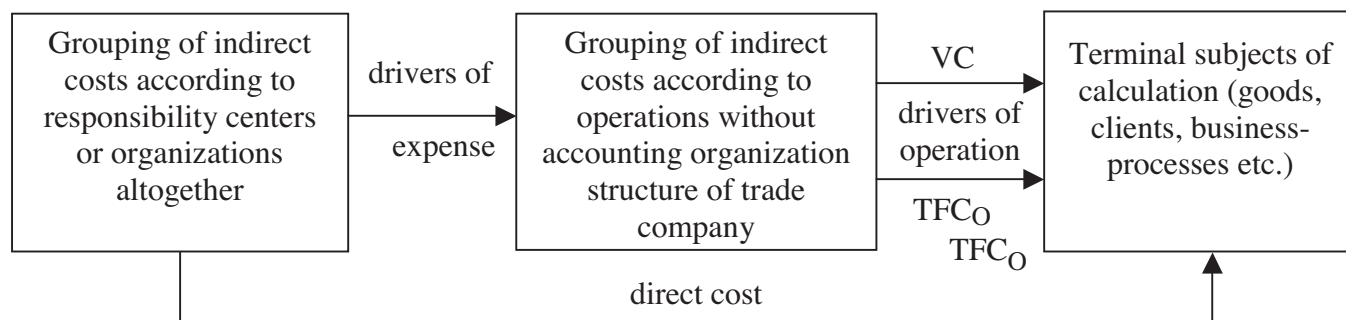 Grouping of indirect
costs according to
responsibility centers
or organizations
altogether
drivers of
expense
Grouping of indirect
costs according to
operations without
accounting organization
structure of trade
company
VC
drivers of
operation
TFCO
TFCO
Terminal subjects of
calculation (goods,
clients, business-
processes etc.)
direct cost